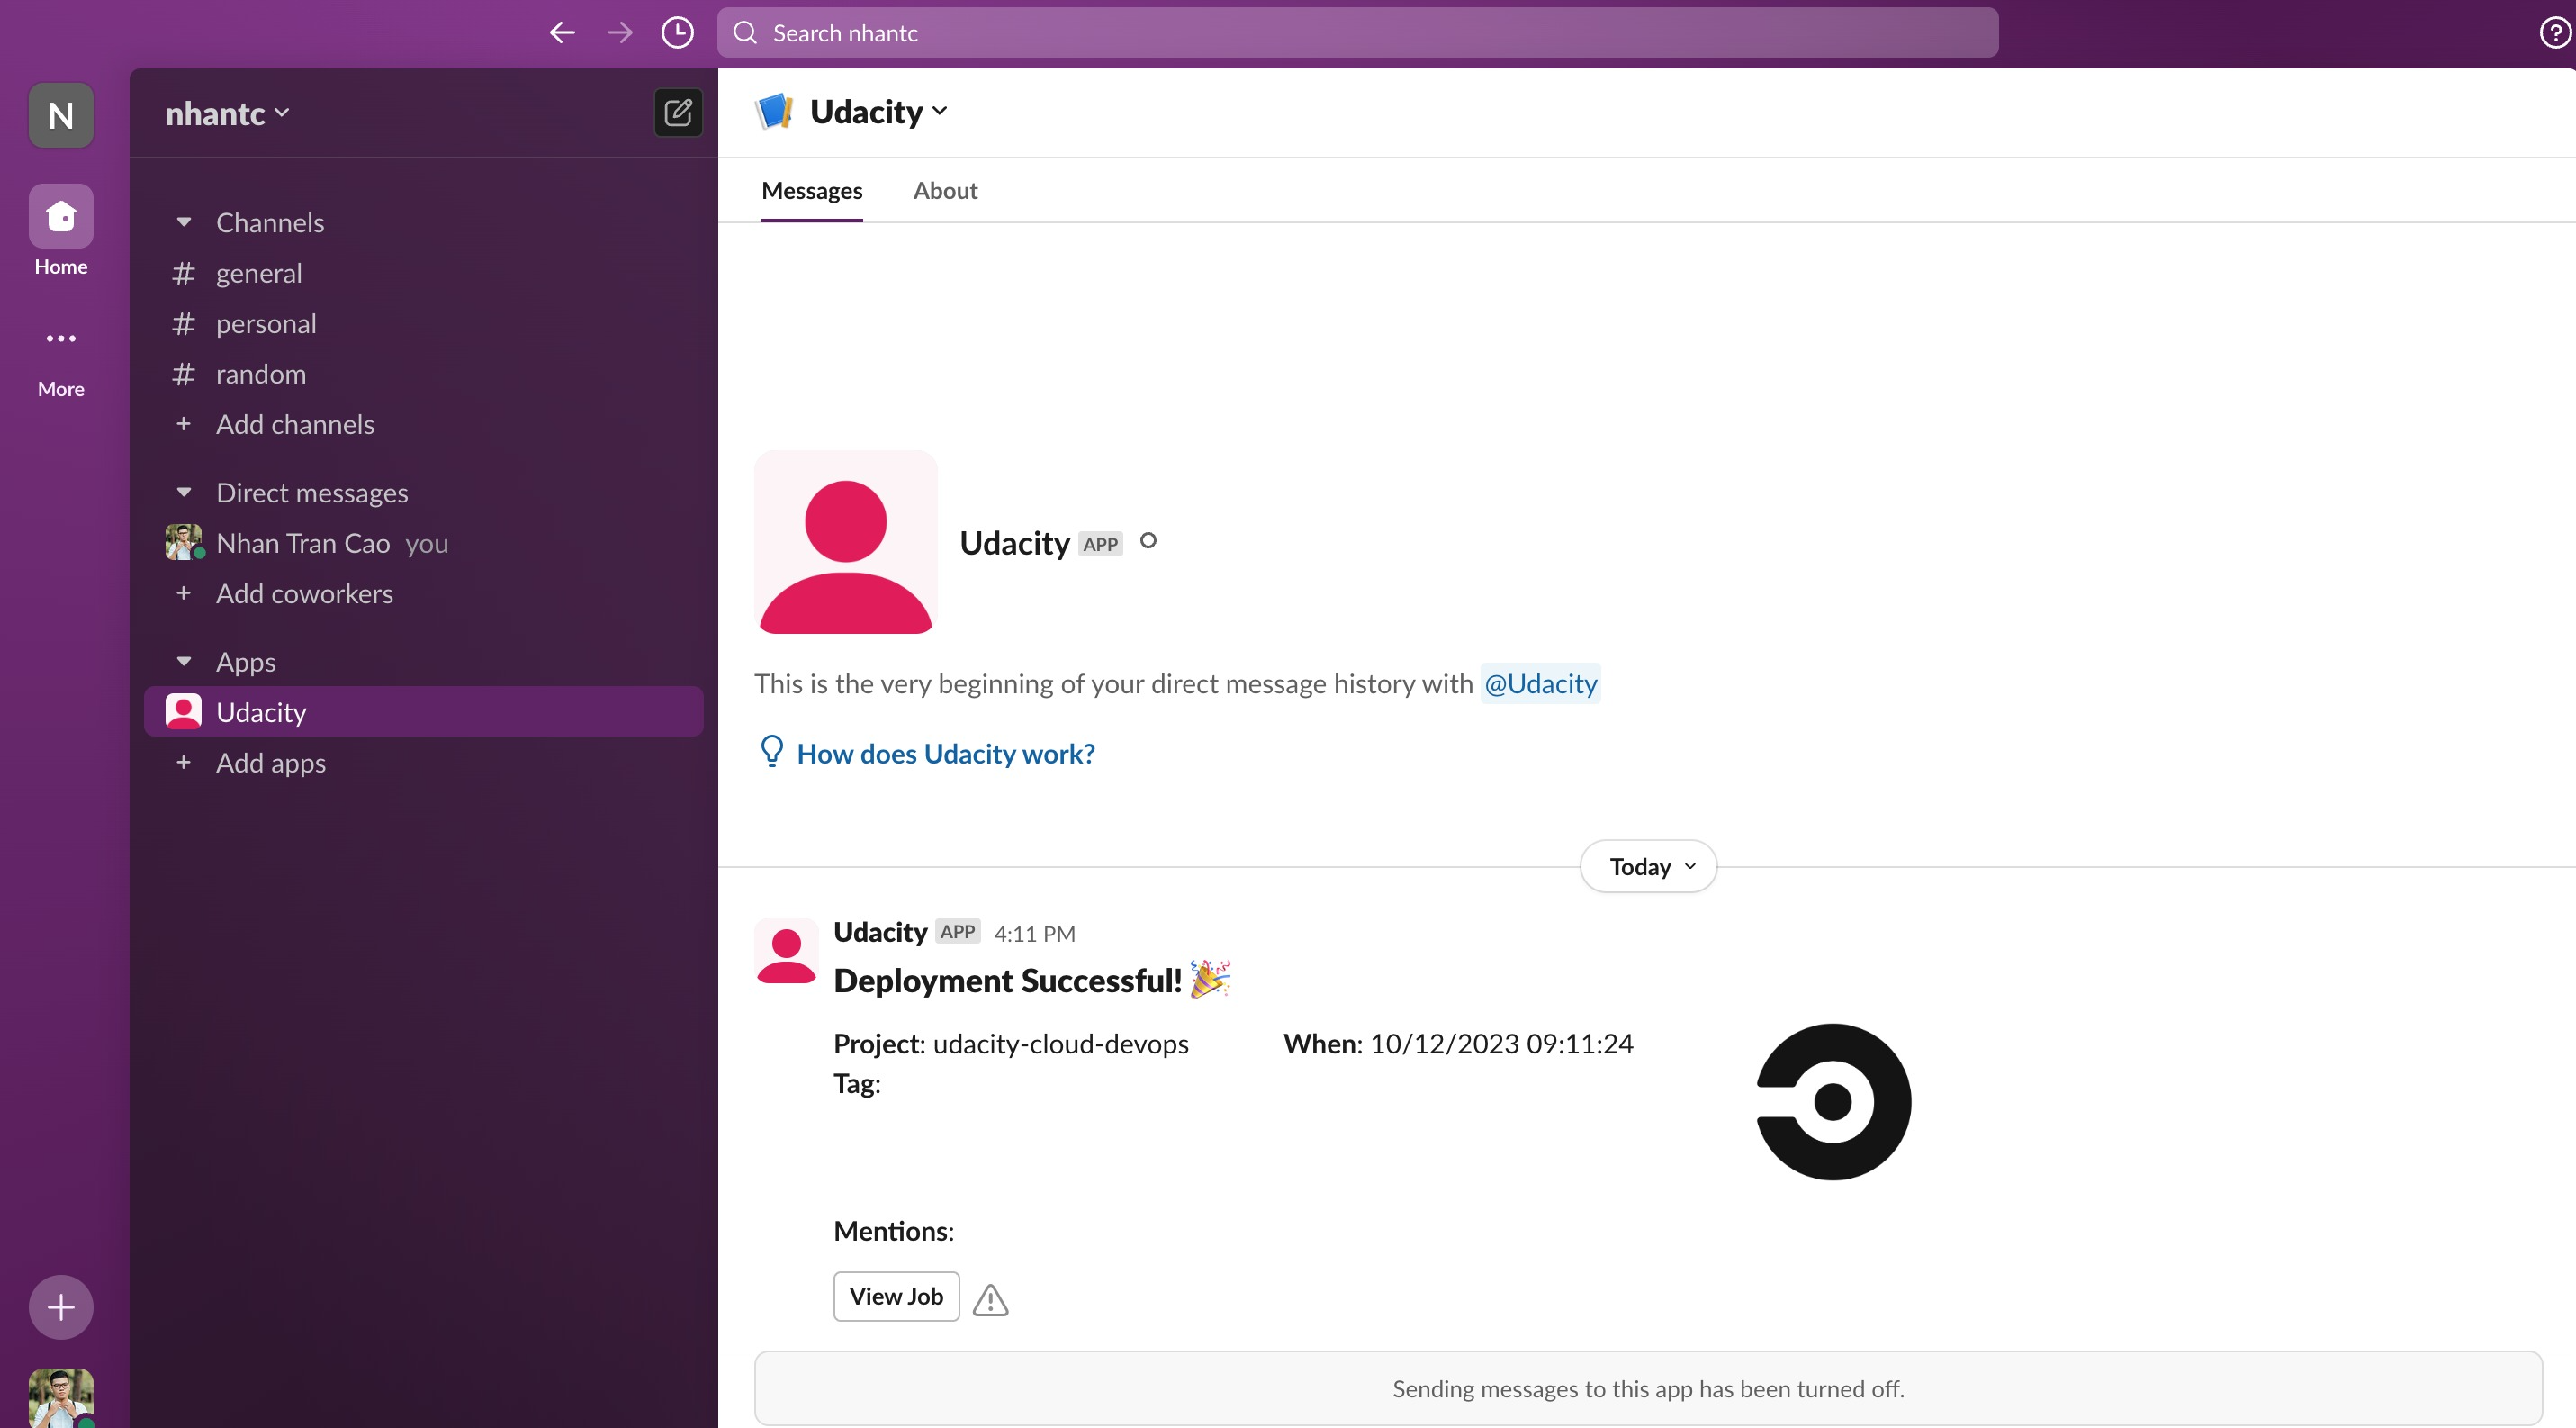 Search nhantc
N
nhantc
Home
More
Channels
# general
# personal
# random
+ Add channels
Direct messages
Nhan Tran Cao you
+ Add coworkers
Apps
Udacity
+ Add apps
Udacity
Messages About
Udacity APP
This is the very beginning of your direct message history with @Udacity
How does Udacity work?
Today
Udacity APP 4:11 PM
Deployment Successful! 🎉
Project: udacity-cloud-devops When: 10/12/2023 09:11:24
Tag:
Mentions:
View Job
Sending messages to this app has been turned off.